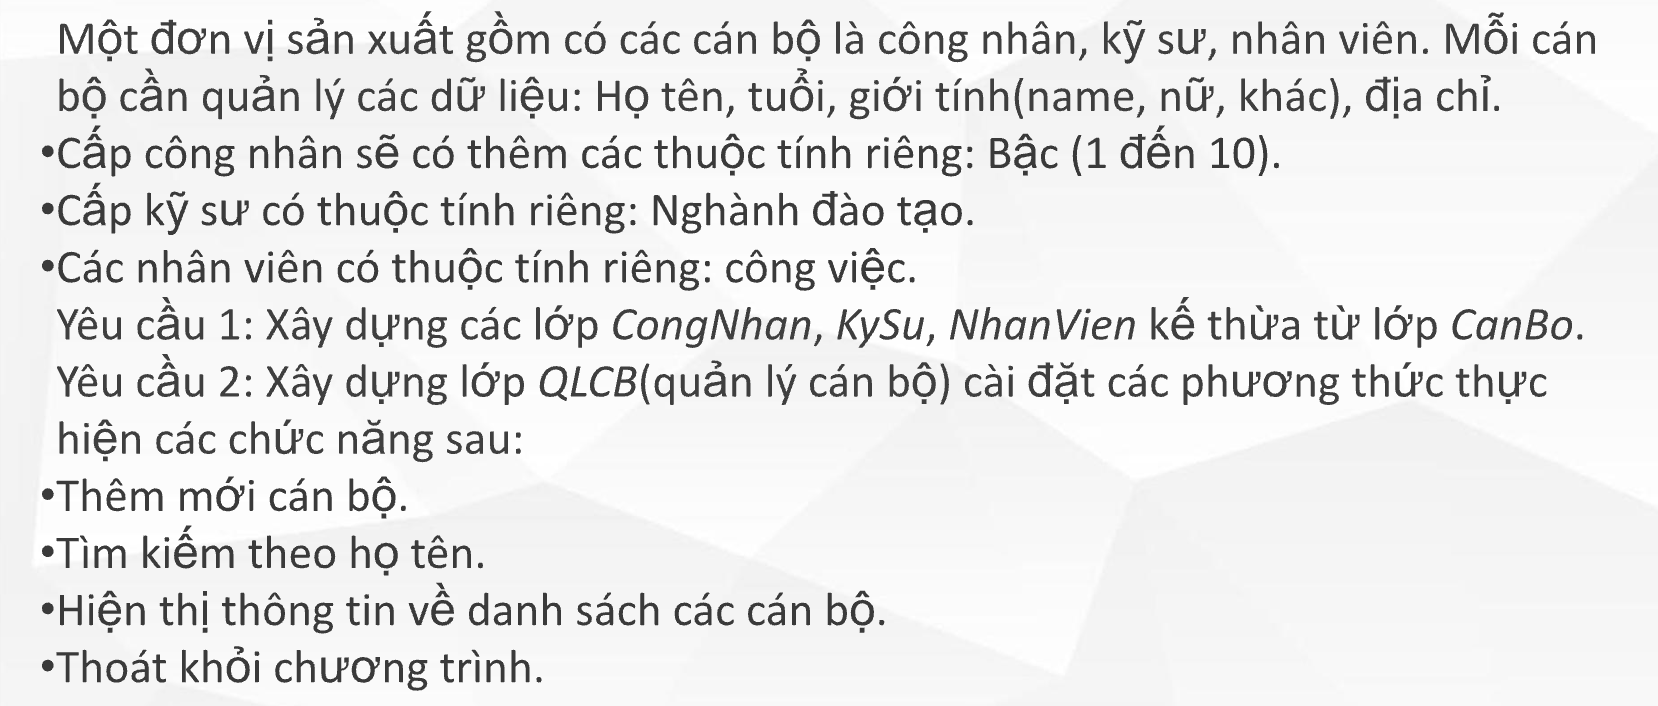 Một đơn vị sản xuất gồm có các cán bộ là công nhân, kỹ sư, nhân viên. Mỗi cán
bộ cần quản lý các dữ liệu: Họ tên, tuổi, giới tính(name, nữ, khác), địa chỉ.
•Cấp công nhân sẽ có thêm các thuộc tính riêng: Bậc (1 đến 10).
•Cấp kỹ sư có thuộc tính riêng: Nghành đào tạo.
•Các nhân viên có thuộc tính riêng: công việc.
Yêu cầu 1: Xây dựng các lớp CongNhan, KySu, NhanVien kế thừa từ lớp CanBo.
Yêu cầu 2: Xây dựng lớp QLCB(quản lý cán bộ) cài đặt các phương thức thực
hiện các chức năng sau:
•Thêm mới cán bộ.
•Tìm kiếm theo họ tên.
•Hiện thị thông tin về danh sách các cán bộ.
•Thoát khỏi chương trình.